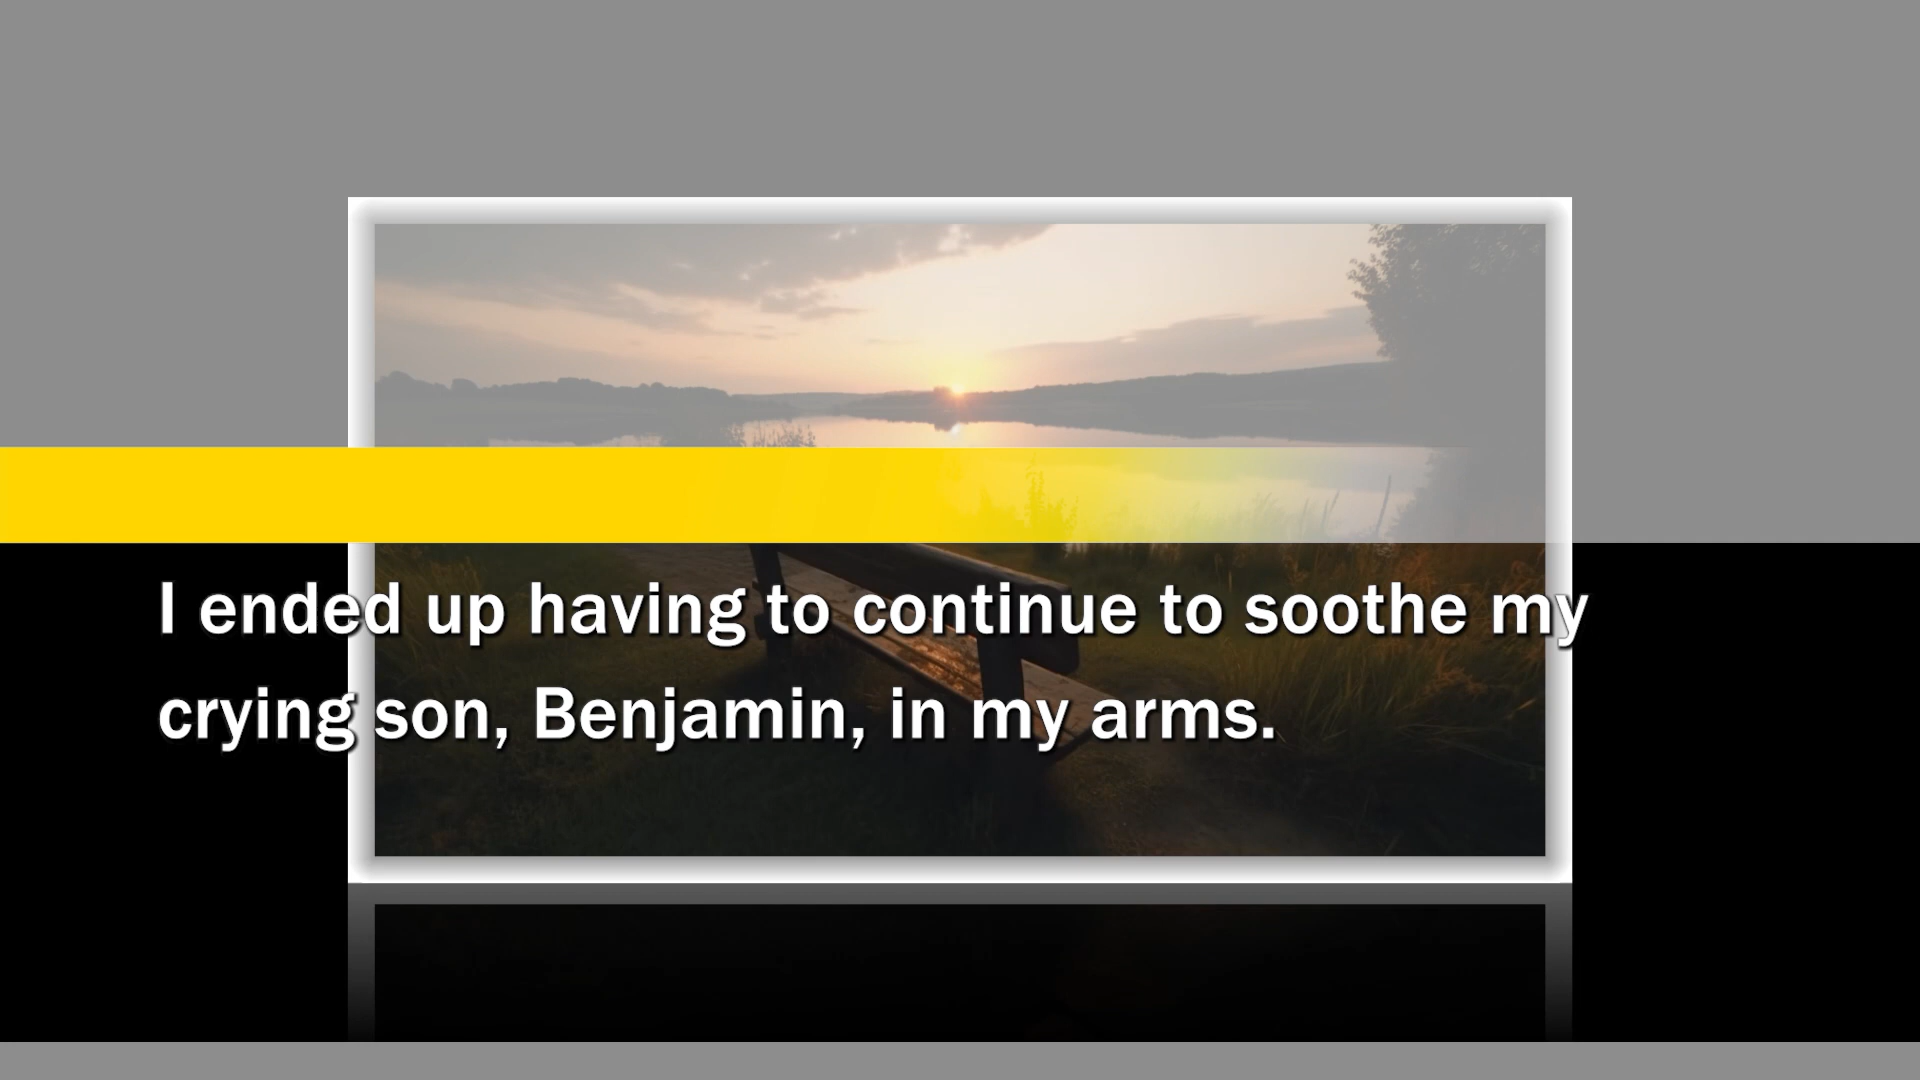 I ended up having to continue to soothe my
crying son, Benjamin, in my arms.